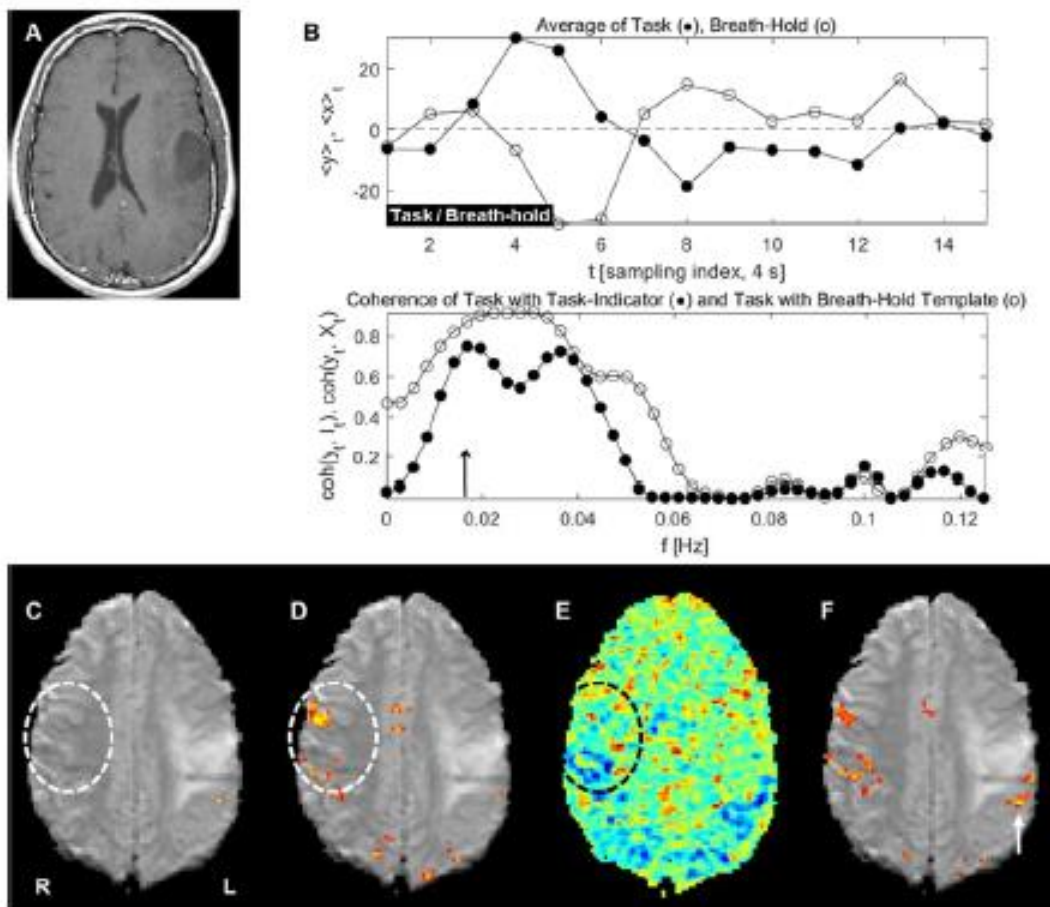 A
B
Average of Task (●), Breath-Hold (o)
<y>t, <x>t
20
0
-20
Task / Breath-hold
2 4 6 8 10 12 14
t [sampling index, 4 s]
Coherence of Task with Task-Indicator (●) and Task with Breath-Hold Template (o)
coh(yt, It), coh(yt, Xt)
0.8
0.6
0.4
0.2
0 0.02 0.04 0.06 0.08 0.1 0.12
f [Hz]
C D E F
R L